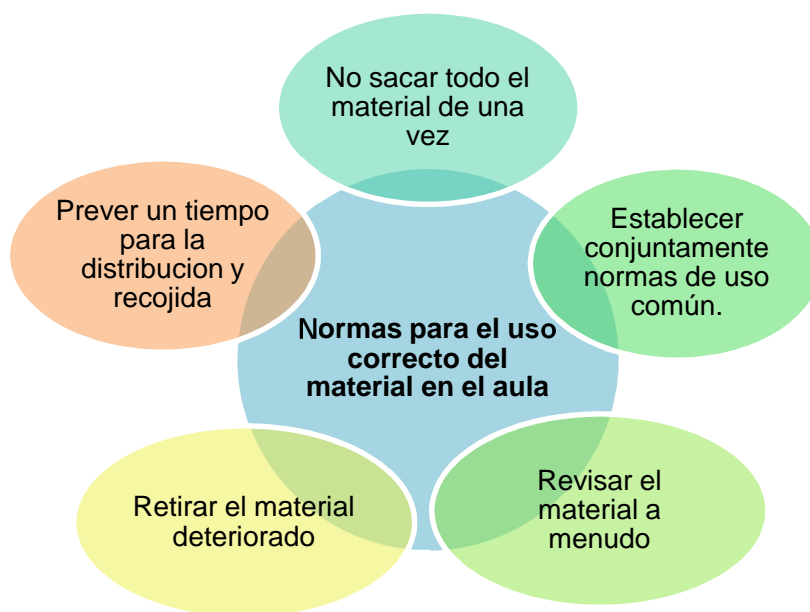 No sacar todo el
material de una
vez
Establecer
conjuntamente
normas de uso
común.
Revisar el
material a
menudo
Retirar el material
deteriorado
Prever un tiempo
para la
distribucion y
recojida
Normas para el uso
correcto del
material en el aula